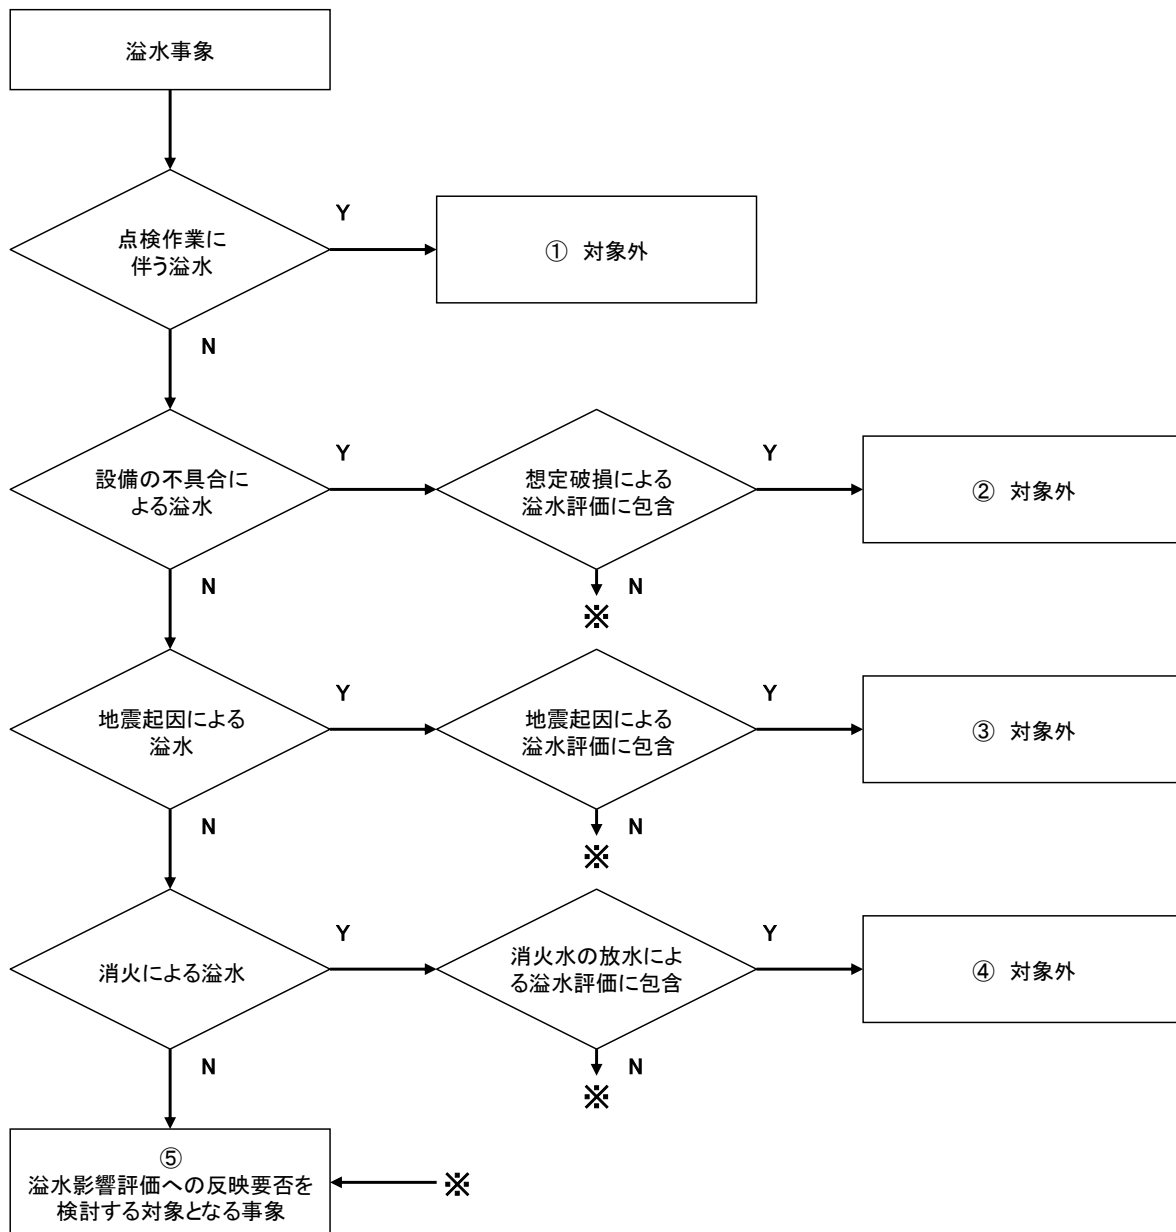 溢水事象
点検作業に
伴う溢水
Y
① 対象外
N
設備の不具合に
よる溢水
Y
想定破損による
溢水評価に包含
Y
② 対象外
N
N
※
地震起因による
溢水
Y
地震起因による
溢水評価に包含
Y
③ 対象外
N
N
※
消火による溢水
Y
消火水の放水によ
る溢水評価に包含
Y
④ 対象外
N
N
※
⑤
溢水影響評価への反映要否を
検討する対象となる事象
※